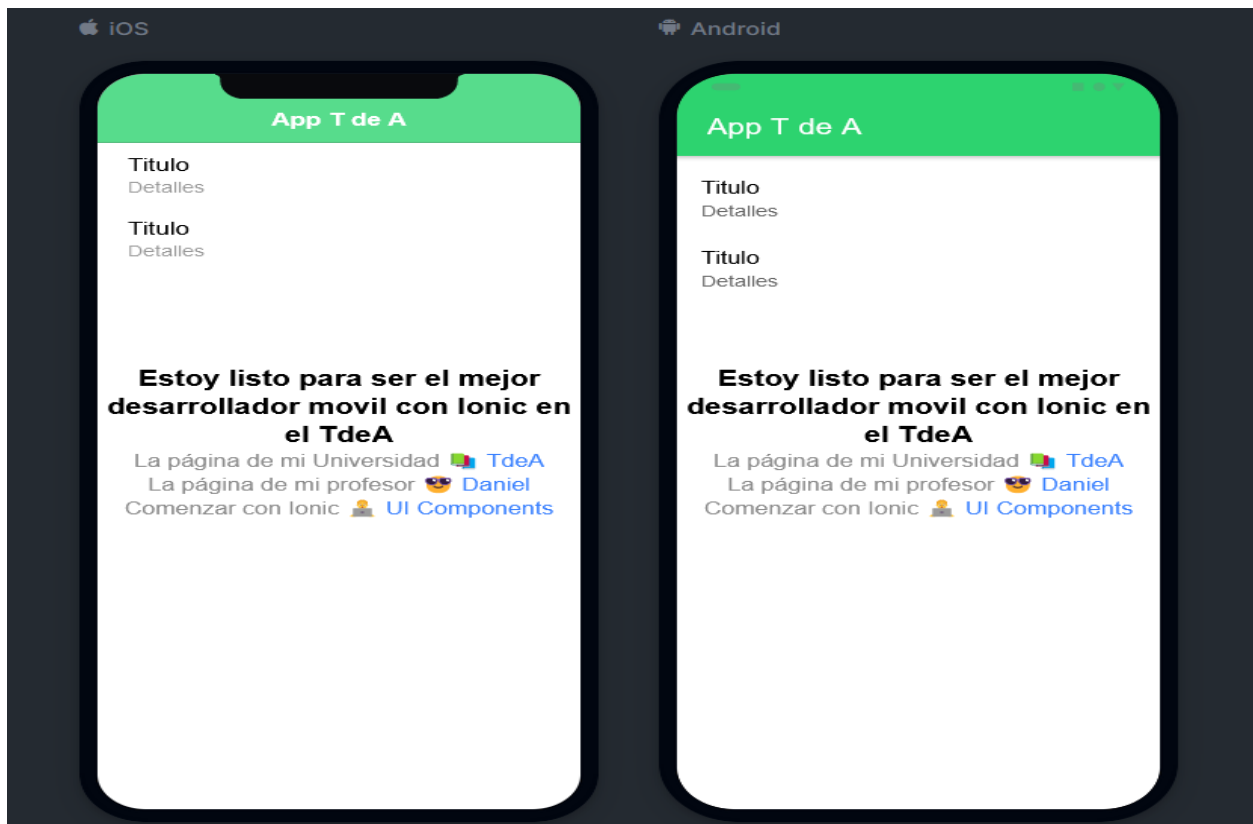 iOS
App T de A
Titulo
Detalles
Titulo
Detalles
Estoy listo para ser el mejor
desarrollador movil con Ionic en
el TdeA
La página de mi Universidad 📚 TdeA
La página de mi profesor 😎 Daniel
Comenzar con Ionic 🧑‍💻 UI Components
Android
App T de A
Titulo
Detalles
Titulo
Detalles
Estoy listo para ser el mejor
desarrollador movil con Ionic en
el TdeA
La página de mi Universidad 📚 TdeA
La página de mi profesor 😎 Daniel
Comenzar con Ionic 🧑‍💻 UI Components